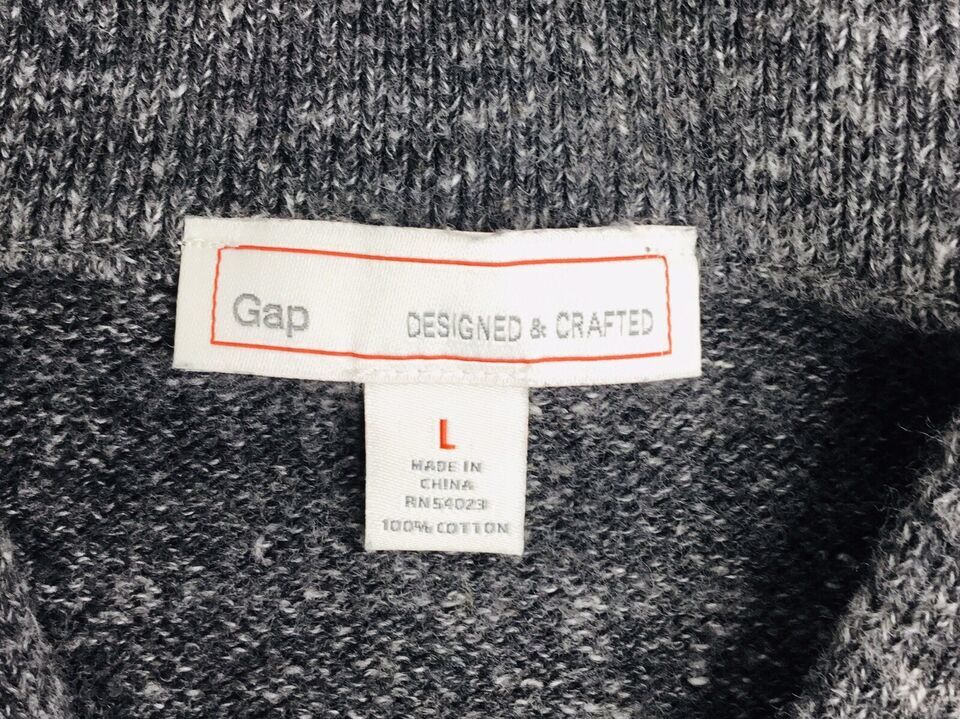 Gap DESIGNED & CRAFTED
L
MADE IN
CHINA
RN54023
100% COTTON